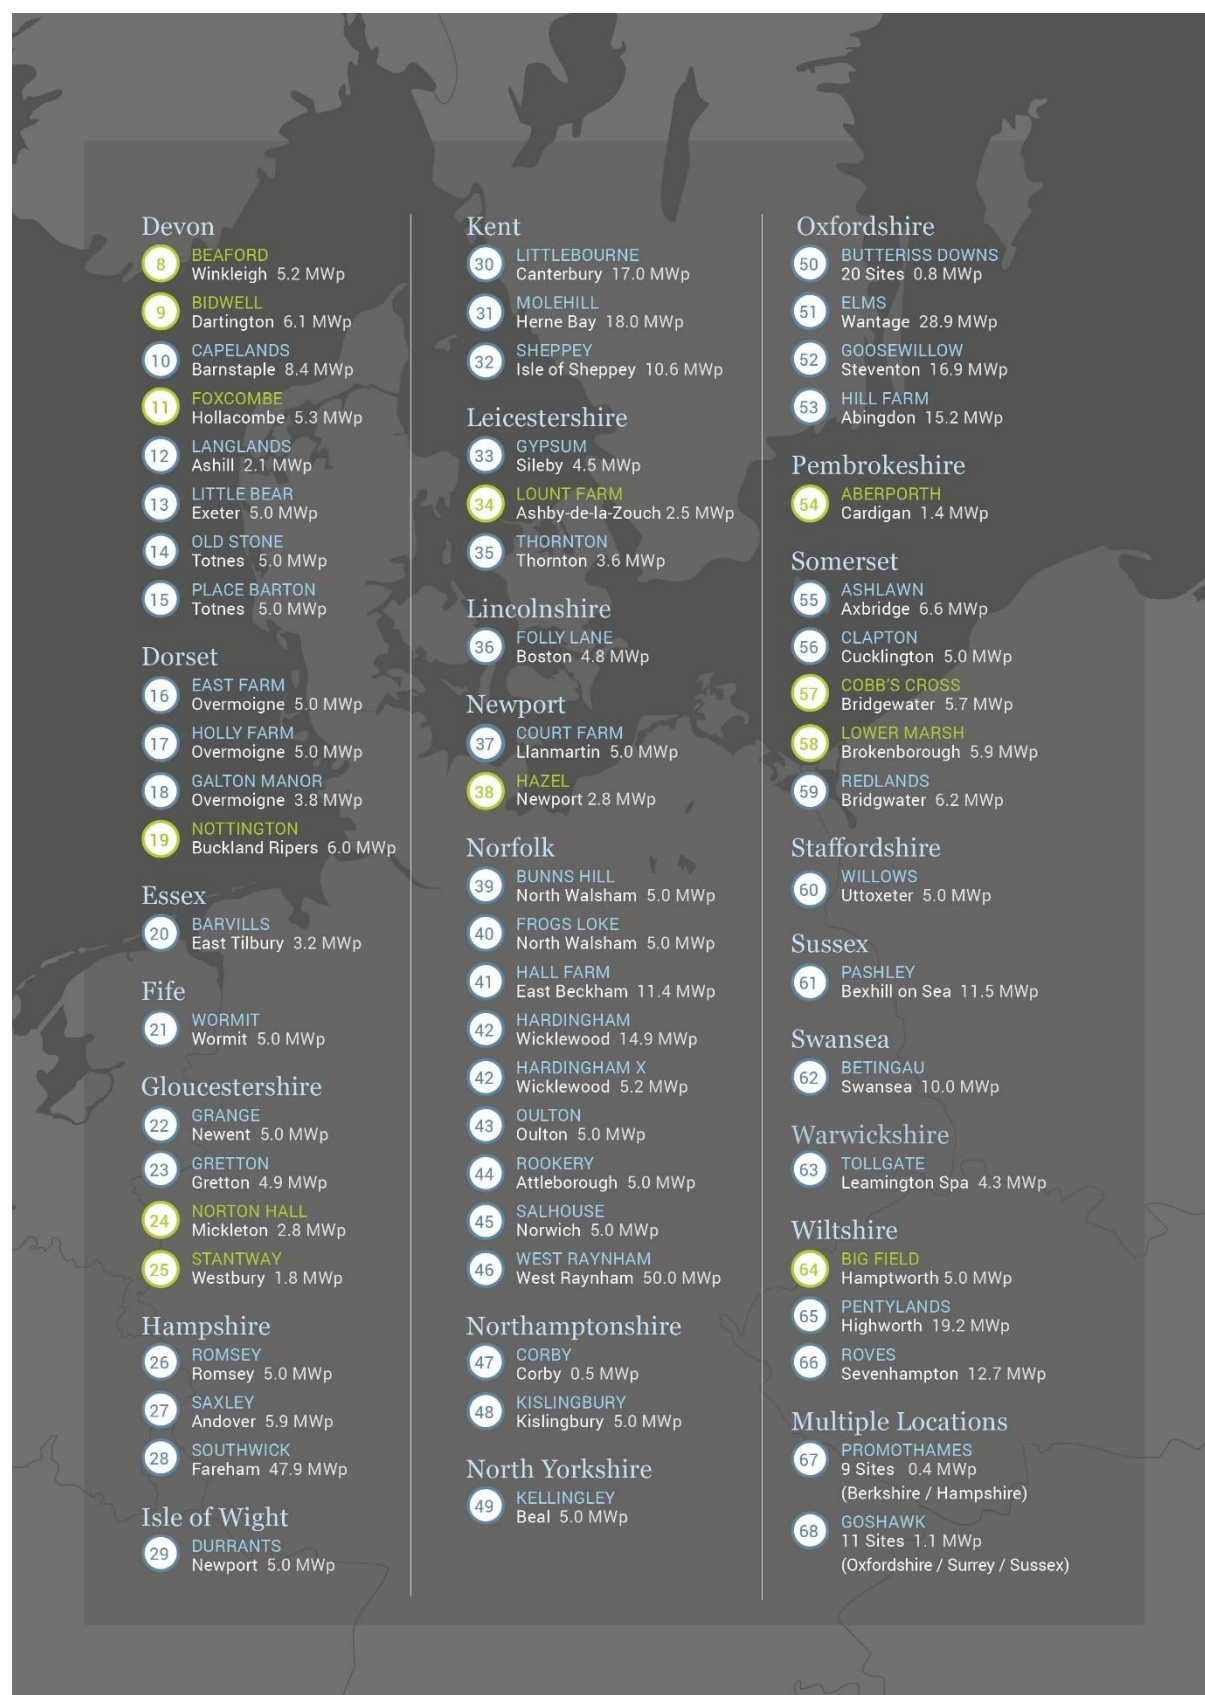 Devon
8
BEAFORD
Winkleigh 5.2 MWp
9
BIDWELL
Dartington 6.1 MWp
10
CAPELANDS
Barnstaple 8.4 MWp
11
FOXCOMBE
Hollacombe 5.3 MWp
12
LANGLANDS
Ashill 2.1 MWp
13
LITTLE BEAR
Exeter 5.0 MWp
14
OLD STONE
Totnes 5.0 MWp
15
PLACE BARTON
Totnes 5.0 MWp
Dorset
16
EAST FARM
Overmoigne 5.0 MWp
17
HOLLY FARM
Overmoigne 5.0 MWp
18
GALTON MANOR
Overmoigne 3.8 MWp
19
NOTTINGTON
Buckland Ripers 6.0 MWp
Essex
20
BARVILLS
East Tilbury 3.2 MWp
Fife
21
WORMIT
Wormit 5.0 MWp
Gloucestershire
22
GRANGE
Newent 5.0 MWp
23
GRETTON
Gretton 4.9 MWp
24
NORTON HALL
Mickleton 2.8 MWp
25
STANTWAY
Westbury 1.8 MWp
Hampshire
26
ROMSEY
Romsey 5.0 MWp
27
SAXLEY
Andover 5.9 MWp
28
SOUTHWICK
Fareham 47.9 MWp
Isle of Wight
29
DURRANTS
Newport 5.0 MWp
Kent
30
LITTLEBOURNE
Canterbury 17.0 MWp
31
MOLEHILL
Herne Bay 18.0 MWp
32
SHEPPEY
Isle of Sheppey 10.6 MWp
Leicestershire
33
GYPSUM
Sileby 4.5 MWp
34
LOUNT FARM
Ashby-de-la-Zouch 2.5 MWp
35
THORNTON
Thornton 3.6 MWp
Lincolnshire
36
FOLLY LANE
Boston 4.8 MWp
Newport
37
COURT FARM
Llanmartin 5.0 MWp
38
HAZEL
Newport 2.8 MWp
Norfolk
39
BUNNS HILL
North Walsham 5.0 MWp
40
FROGS LOKE
North Walsham 5.0 MWp
41
HALL FARM
East Beckham 11.4 MWp
42
HARDINGHAM
Wicklewood 14.9 MWp
42
HARDINGHAM X
Wicklewood 5.2 MWp
43
OULTON
Oulton 5.0 MWp
44
ROOKERY
Attleborough 5.0 MWp
45
SALHOUSE
Norwich 5.0 MWp
46
WEST RAYNHAM
West Raynham 50.0 MWp
Northamptonshire
47
CORBY
Corby 0.5 MWp
48
KISLINGBURY
Kislingbury 5.0 MWp
North Yorkshire
49
KELLINGLEY
Beal 5.0 MWp
Oxfordshire
50
BUTTERISS DOWNS
20 Sites 0.8 MWp
51
ELMS
Wantage 28.9 MWp
52
GOOSEWILLOW
Steventon 16.9 MWp
53
HILL FARM
Abingdon 15.2 MWp
Pembrokeshire
54
ABERPORTH
Cardigan 1.4 MWp
Somerset
55
ASHLAWN
Axbridge 6.6 MWp
56
CLAPTON
Cucklington 5.0 MWp
57
COBB'S CROSS
Bridgewater 5.7 MWp
58
LOWER MARSH
Brokenborough 5.9 MWp
59
REDLANDS
Bridgwater 6.2 MWp
Staffordshire
60
WILLOWS
Uttoxeter 5.0 MWp
Sussex
61
PASHLEY
Bexhill on Sea 11.5 MWp
Swansea
62
BETINGAU
Swansea 10.0 MWp
Warwickshire
63
TOLLGATE
Leamington Spa 4.3 MWp
Wiltshire
64
BIG FIELD
Hamptworth 5.0 MWp
65
PENTYLANDS
Highworth 19.2 MWp
66
ROVES
Sevenhampton 12.7 MWp
Multiple Locations
67
PROMOTHAMES
9 Sites 0.4 MWp
(Berkshire / Hampshire)
68
GOSHAWK
11 Sites 1.1 MWp
(Oxfordshire / Surrey / Sussex)